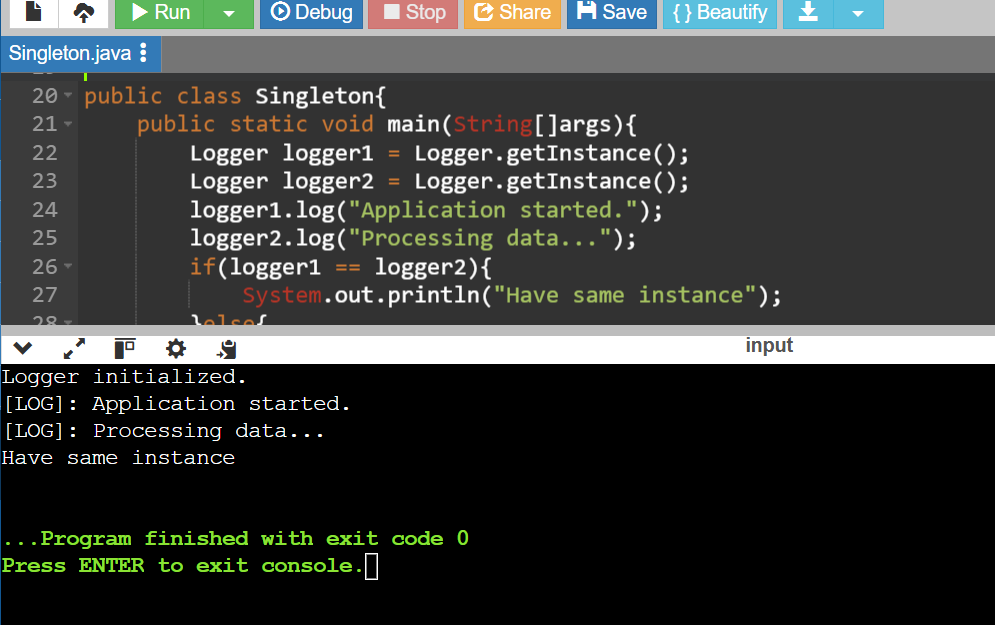 Run Debug Stop Share Save { } Beautify
Singleton.java
20 public class Singleton{
21 public static void main(String[]args){
22 Logger logger1 = Logger.getInstance();
23 Logger logger2 = Logger.getInstance();
24 logger1.log("Application started.");
25 logger2.log("Processing data...");
26 if(logger1 == logger2){
27 System.out.println("Have same instance");
28 }else{
input
Logger initialized.
[LOG]: Application started.
[LOG]: Processing data...
Have same instance
...Program finished with exit code 0
Press ENTER to exit console.